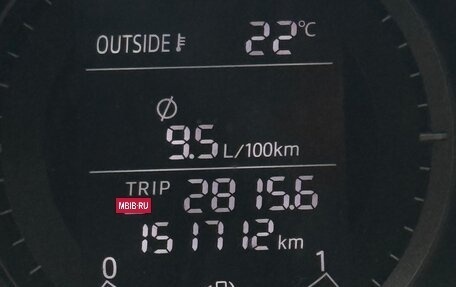 OUTSIDE 22°C
Ø
9.5 L/100km
TRIP 2815.6
MBIB.RU
151712 km
0 1